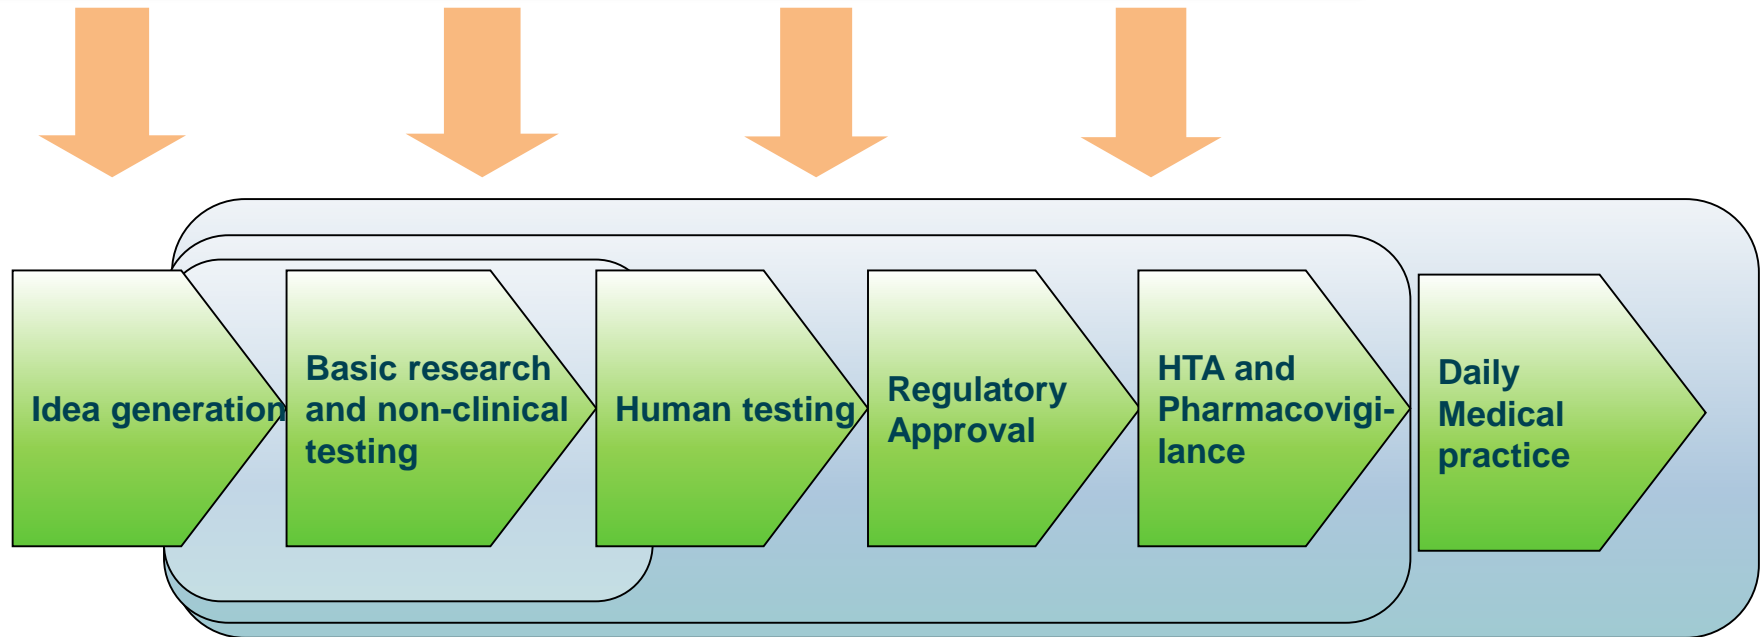 Idea generation
Basic research
and non-clinical
testing
Human testing
Regulatory
Approval
HTA and
Pharmacovigi-
lance
Daily
Medical
practice